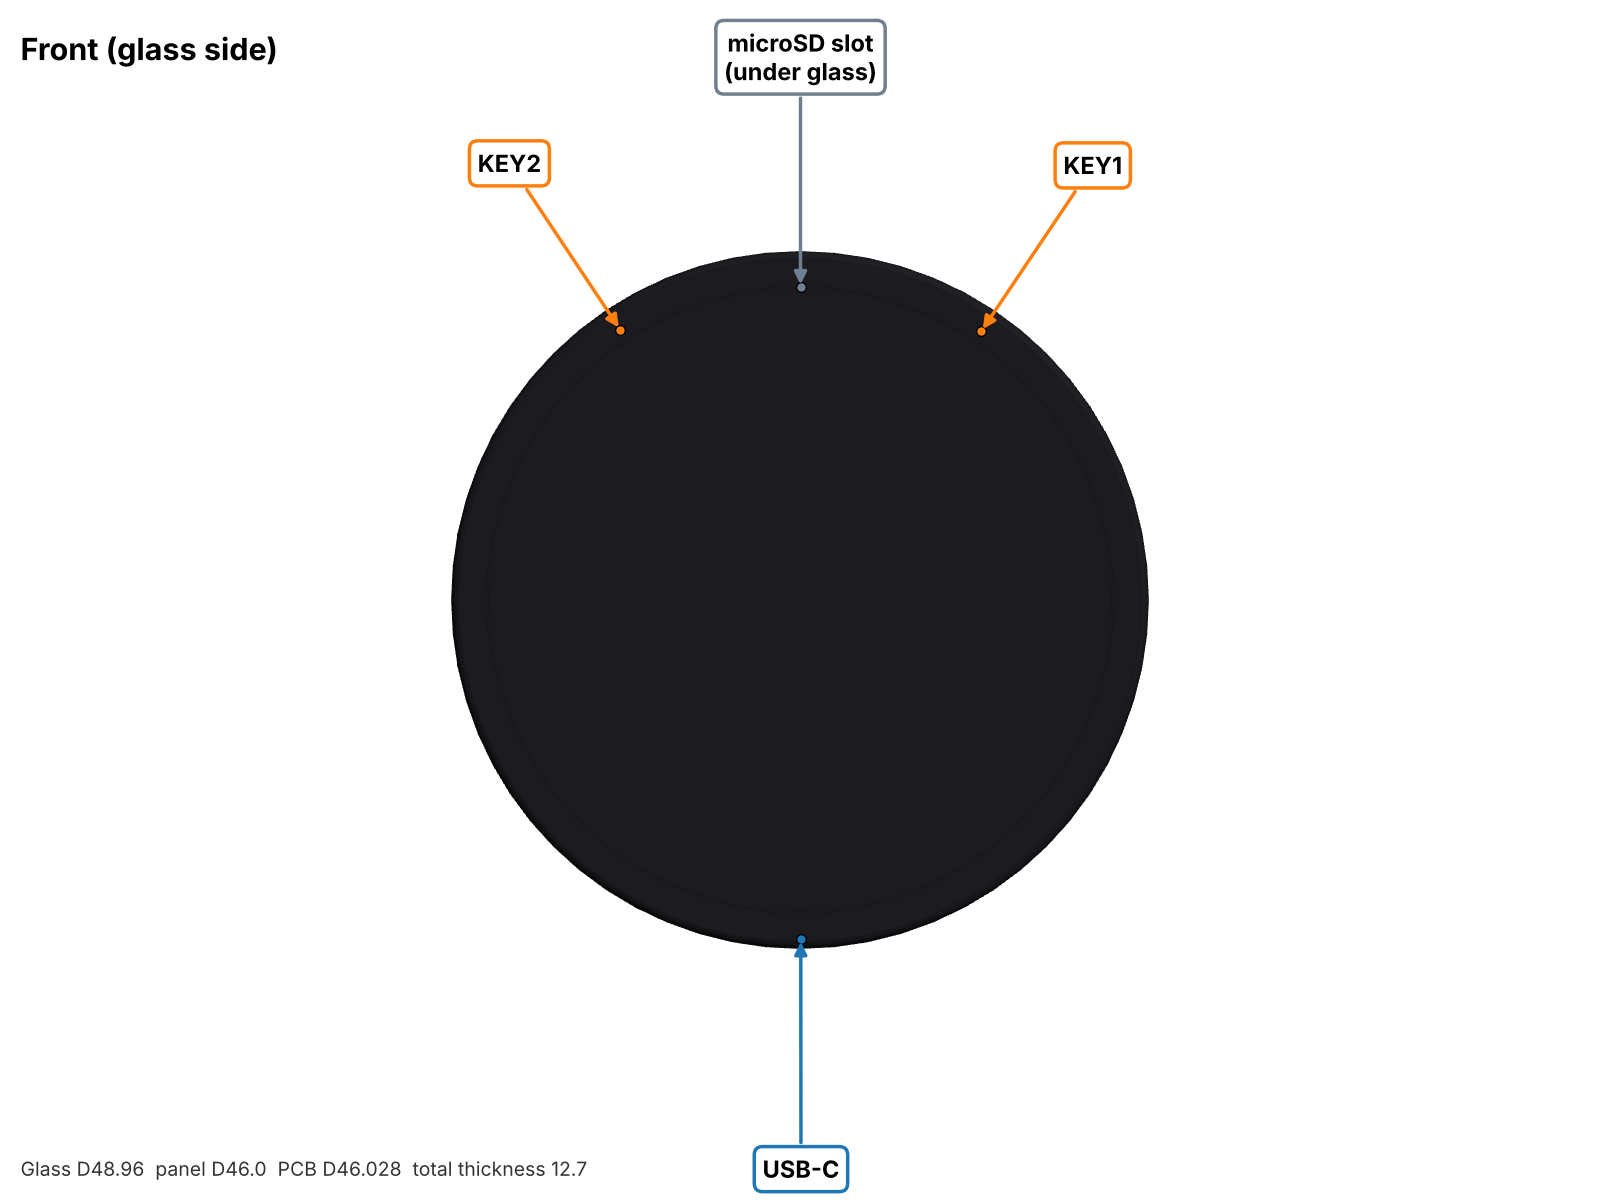 Front (glass side)
microSD slot
(under glass)
KEY2
KEY1
USB-C
Glass D48.96  panel D46.0  PCB D46.028  total thickness 12.7